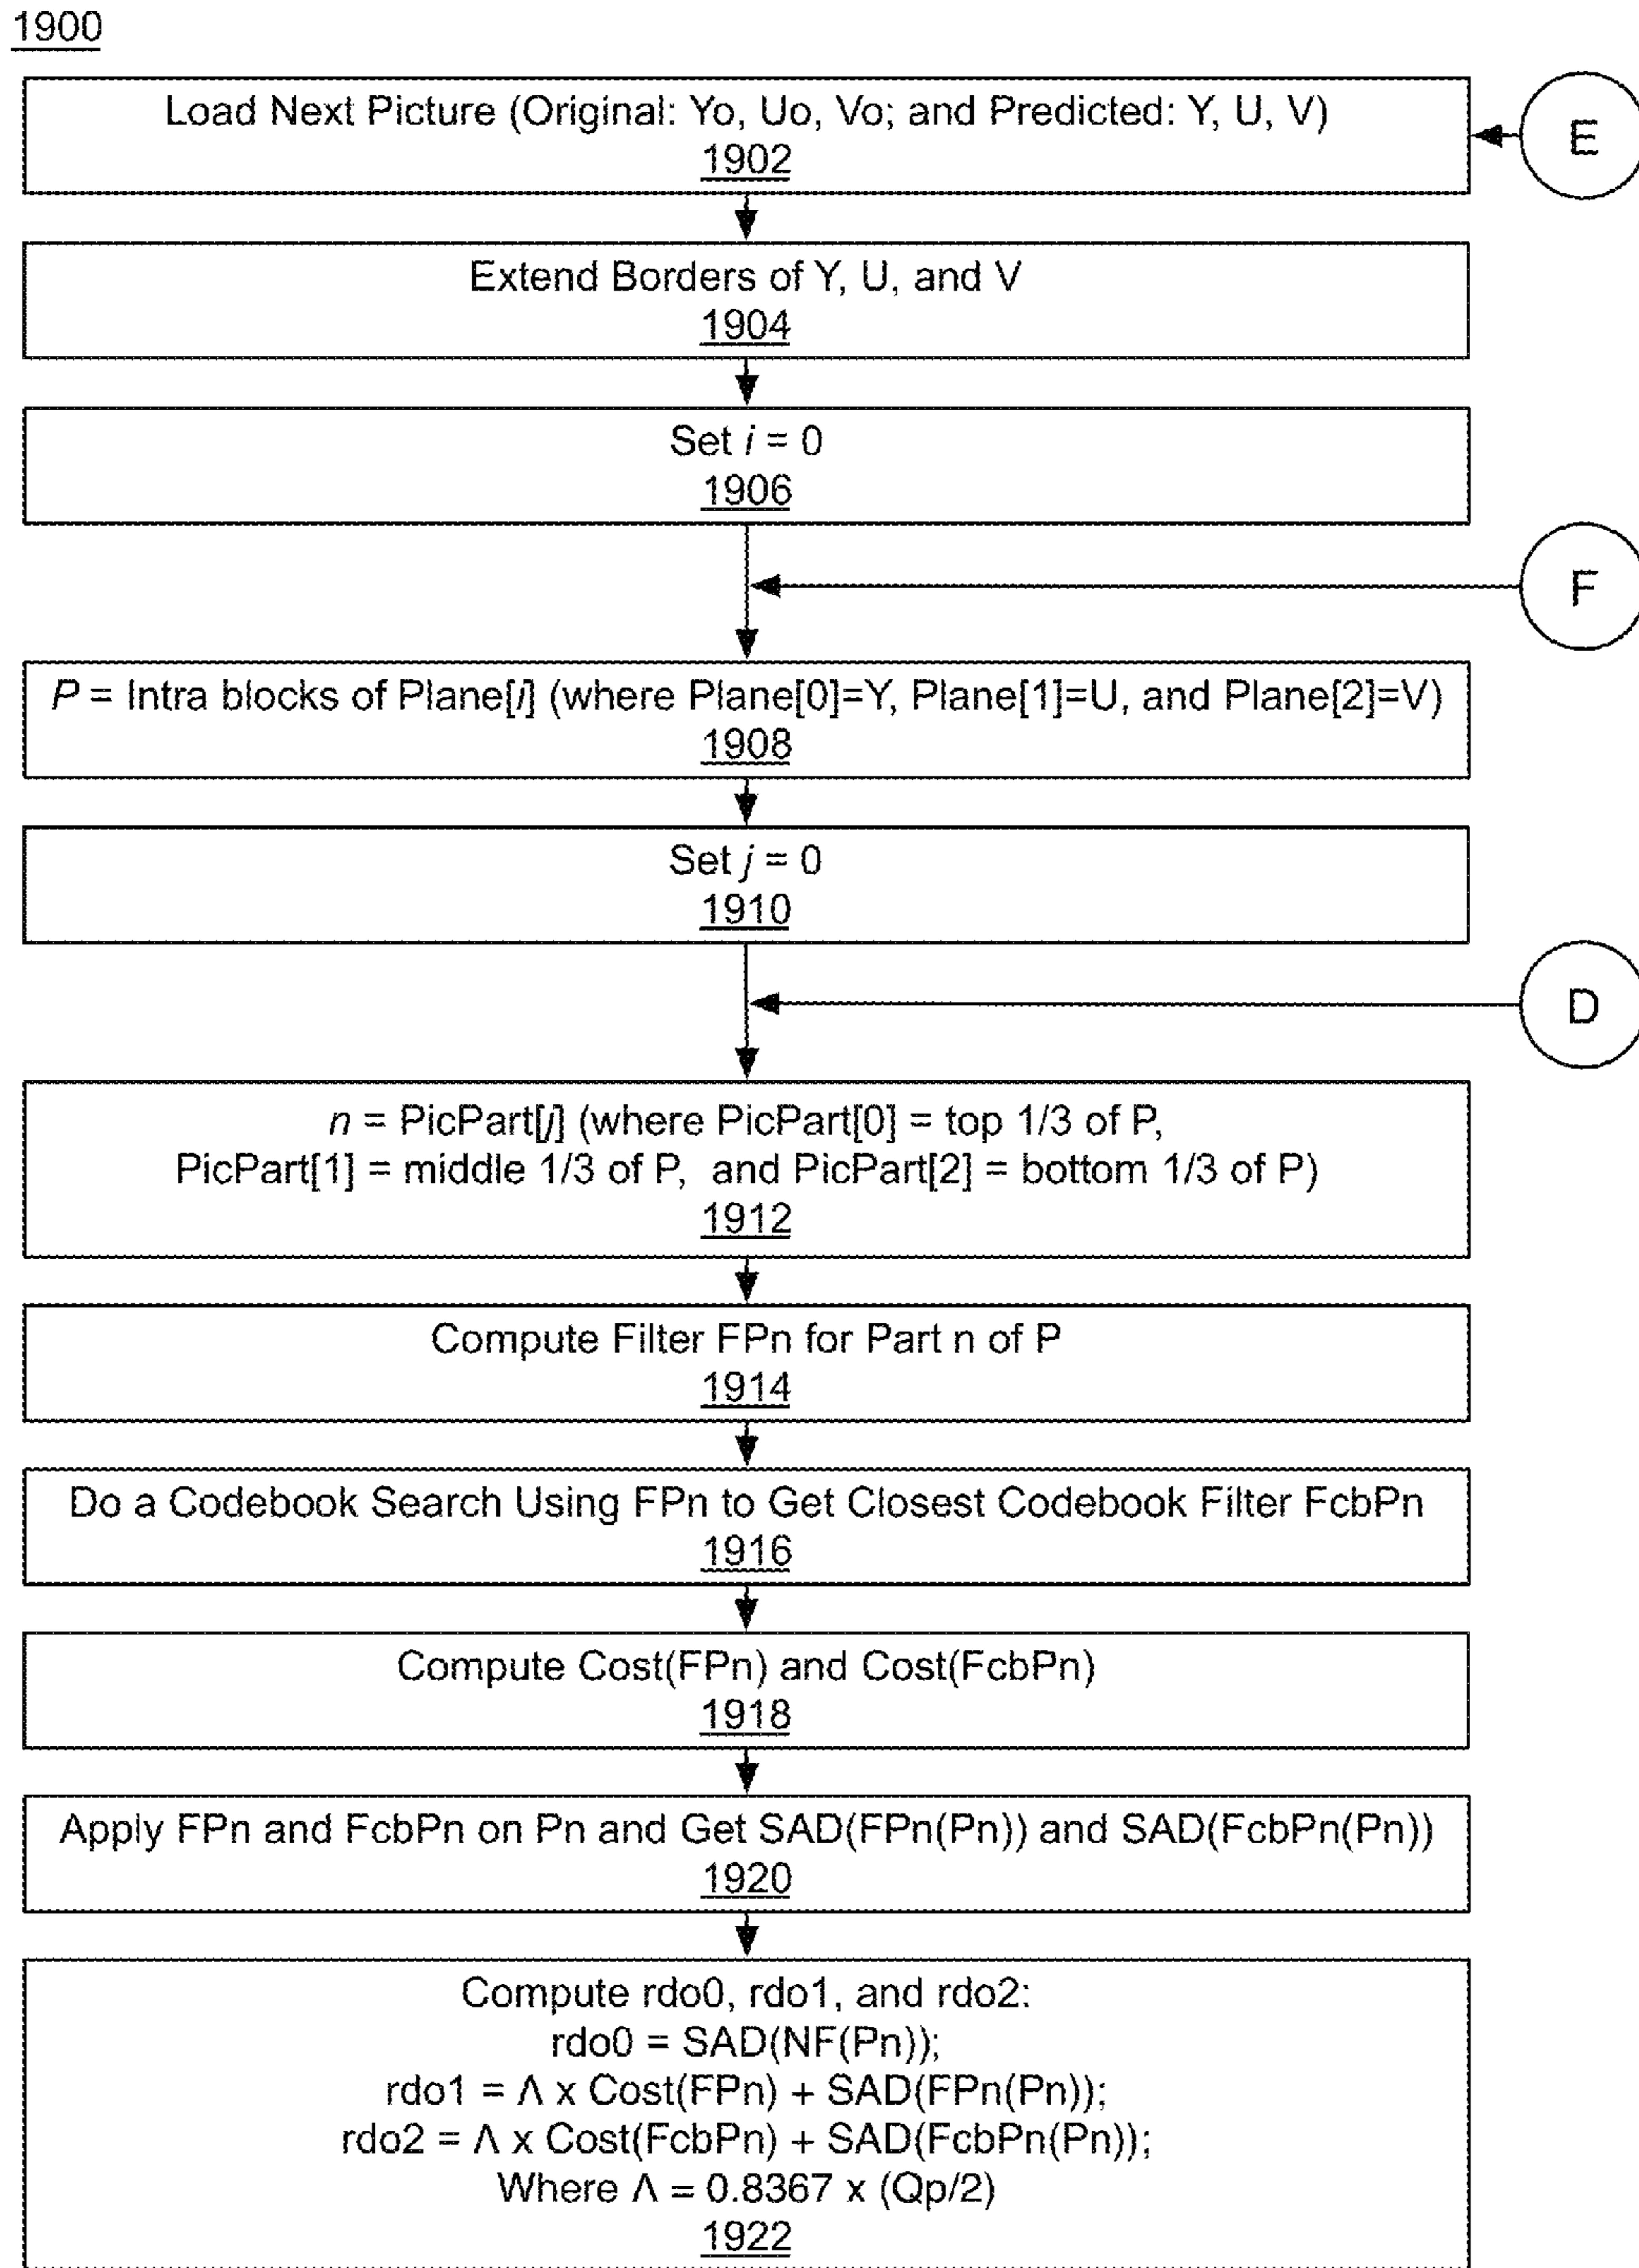 1900
Load Next Picture (Original: Yo, Uo, Vo; and Predicted: Y, U, V)
1902
E
Extend Borders of Y, U, and V
1904
Set i = 0
1906
F
P = Intra blocks of Plane[i] (where Plane[0]=Y, Plane[1]=U, and Plane[2]=V)
1908
Set j = 0
1910
D
n = PicPart[j] (where PicPart[0] = top 1/3 of P,
PicPart[1] = middle 1/3 of P, and PicPart[2] = bottom 1/3 of P)
1912
Compute Filter FPn for Part n of P
1914
Do a Codebook Search Using FPn to Get Closest Codebook Filter FcbPn
1916
Compute Cost(FPn) and Cost(FcbPn)
1918
Apply FPn and FcbPn on Pn and Get SAD(FPn(Pn)) and SAD(FcbPn(Pn))
1920
Compute rdo0, rdo1, and rdo2:
rdo0 = SAD(NF(Pn));
rdo1 = Λ x Cost(FPn) + SAD(FPn(Pn));
rdo2 = Λ x Cost(FcbPn) + SAD(FcbPn(Pn));
Where Λ = 0.8367 x (Qp/2)
1922